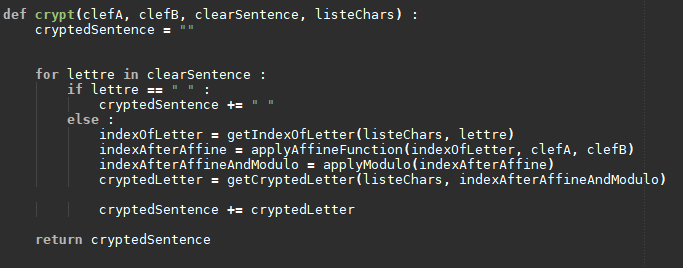 def crypt(clefA, clefB, clearSentence, listeChars) :
    cryptedSentence = ""
    for lettre in clearSentence :
        if lettre == " " :
            cryptedSentence += " "
        else :
            indexOfLetter = getIndexOfLetter(listeChars, lettre)
            indexAfterAffine = applyAffineFunction(indexOfLetter, clefA, clefB)
            indexAfterAffineAndModulo = applyModulo(indexAfterAffine)
            cryptedLetter = getCryptedLetter(listeChars, indexAfterAffineAndModulo)
            cryptedSentence += cryptedLetter
    return cryptedSentence